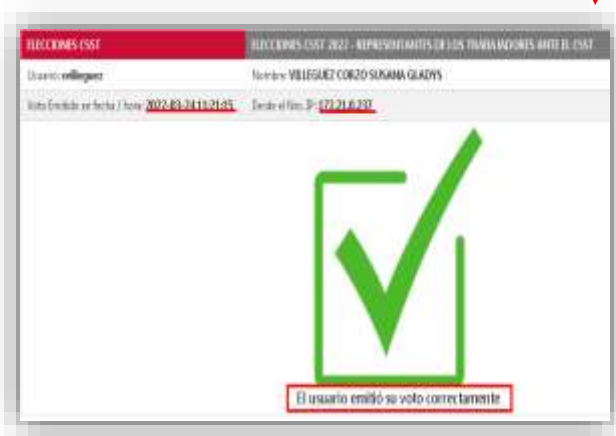 ELECCIONES CSST
ELECCIONES CSST 2022 - REPRESENTANTES DE LOS TRABAJADORES ANTE EL CSST
Usuario:
Nombre: VILLEGUEZ CORZO SUSANA GLADYS
Voto Emitido en fecha / hora: 2022-03-24 11:21:15
Desde el Nro. IP: 172.21.0.237
El usuario emitió su voto correctamente